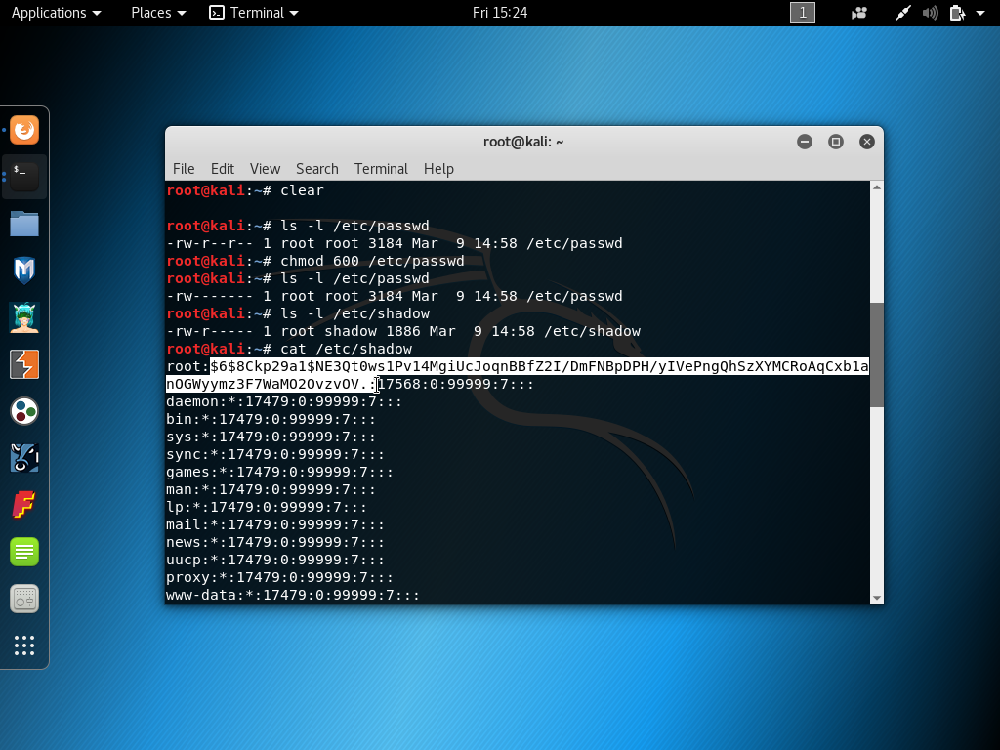 Applications Places Terminal Fri 15:24 1
root@kali: ~
File Edit View Search Terminal Help
root@kali:~# clear
root@kali:~# ls -l /etc/passwd
-rw-r--r-- 1 root root 3184 Mar  9 14:58 /etc/passwd
root@kali:~# chmod 600 /etc/passwd
root@kali:~# ls -l /etc/passwd
-rw------- 1 root root 3184 Mar  9 14:58 /etc/passwd
root@kali:~# ls -l /etc/shadow
-rw-r----- 1 root shadow 1886 Mar  9 14:58 /etc/shadow
root@kali:~# cat /etc/shadow
root:$6$8Ckp29a1$NE3Qt0ws1Pv14MgiUcJoqnBBfZ2I/DmFNBpDPH/yIVePngQhSzXYMCRoAqCxb1a
nOGWyymz3F7WaMO2OvzvOV.:17568:0:99999:7:::
daemon:*:17479:0:99999:7:::
bin:*:17479:0:99999:7:::
sys:*:17479:0:99999:7:::
sync:*:17479:0:99999:7:::
games:*:17479:0:99999:7:::
man:*:17479:0:99999:7:::
lp:*:17479:0:99999:7:::
mail:*:17479:0:99999:7:::
news:*:17479:0:99999:7:::
uucp:*:17479:0:99999:7:::
proxy:*:17479:0:99999:7:::
www-data:*:17479:0:99999:7:::